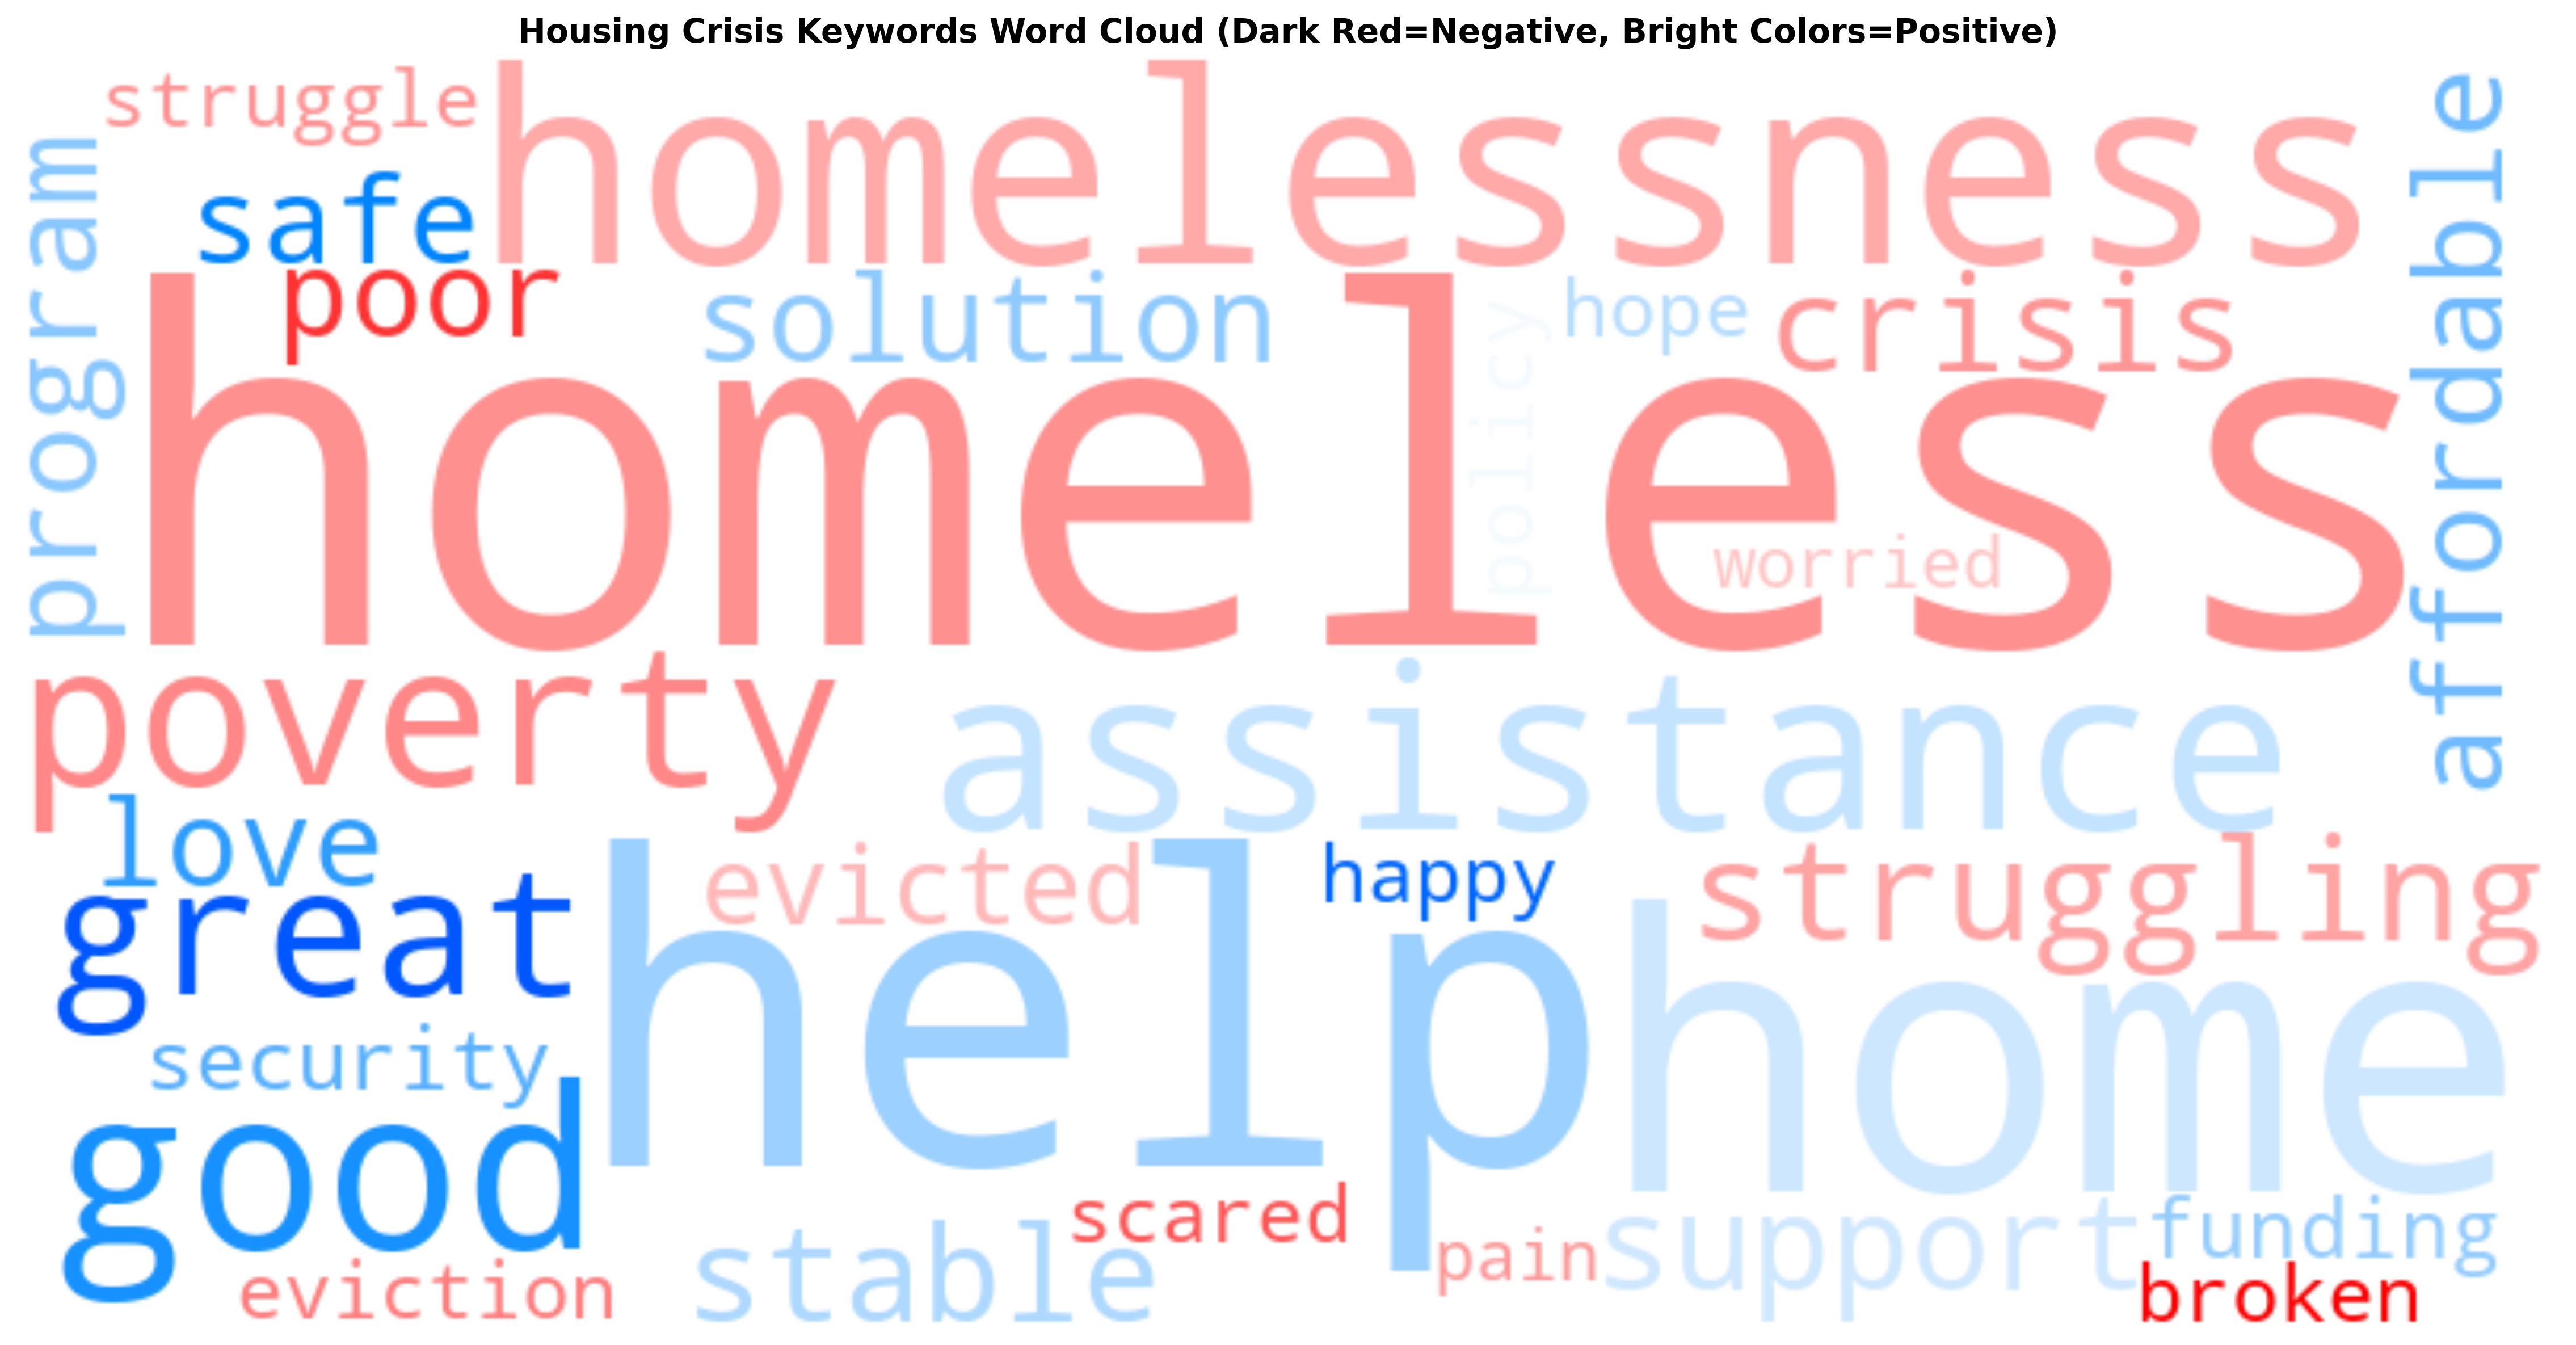 Housing Crisis Keywords Word Cloud (Dark Red=Negative, Bright Colors=Positive)
struggle
homelessness
affordable
program
safe
poor
solution
policy
hope
crisis
homeless
worried
poverty
assistance
love
great
evicted
happy
struggling
help
home
security
good
scared
stable
pain
support
funding
eviction
broken